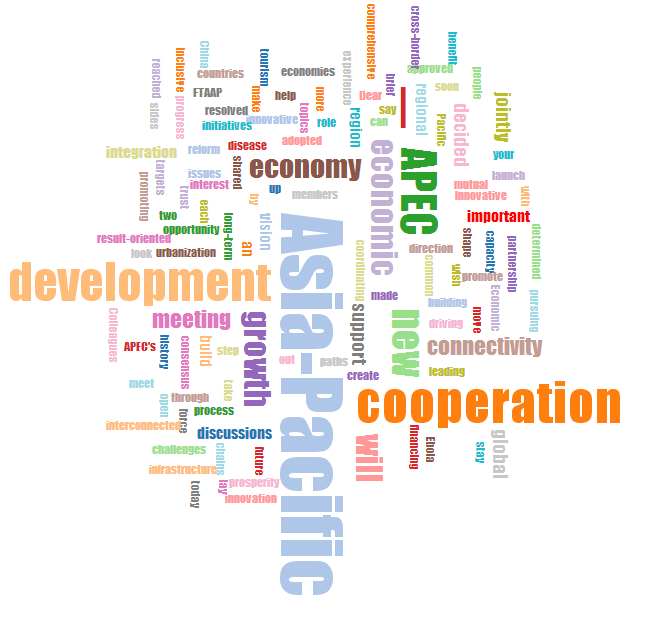 comprehensive
cross-border
China
inclusive
tourism
experience
benefit
reached
countries
economies
brief
approved
people
FTAAP
make
help
more
Dear
regional
soon
jointly
sides
progress
resolved
topics
region
say
I
Pacific
decided
initiatives
innovative
role
can
integration
reform
disease
adopted
economic
APEC
your
targets
issues
shared
economy
launch
promoting
trust
interest
up
members
mutual
with
each
by
Innovative
two
long-term
vision
Asia-Pacific
important
opportunity
result-oriented
an
coordinating
direction
shape
capacity
partnership
determined
look
urbanization
common
wish
promote
development
made
building
Economic
pursuing
Colleagues
meeting
growth
support
new
driving
move
APEC's
history
consensus
build
step
out
paths
connectivity
create
leading
meet
take
open
through
cooperation
force
process
interconnected
discussions
will
financing
Ebola
stay
global
challenges
chains
future
infrastructure
today
lay
prosperity
innovation